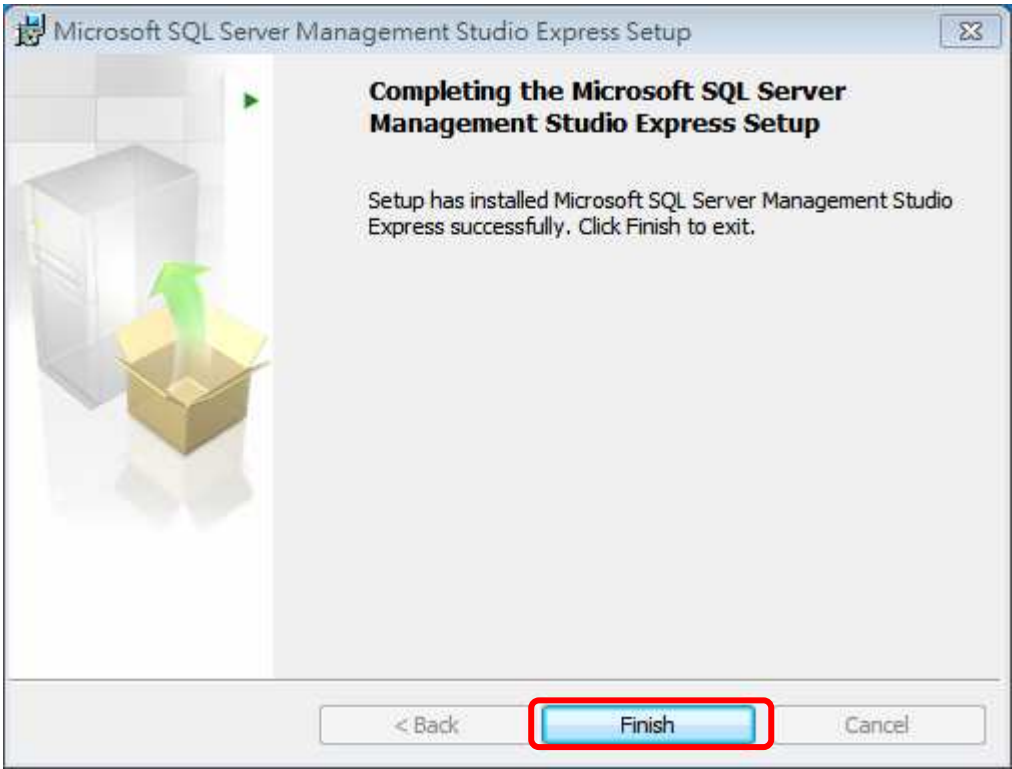 Microsoft SQL Server Management Studio Express Setup
Completing the Microsoft SQL Server
Management Studio Express Setup
Setup has installed Microsoft SQL Server Management Studio
Express successfully. Click Finish to exit.
< Back
Finish
Cancel